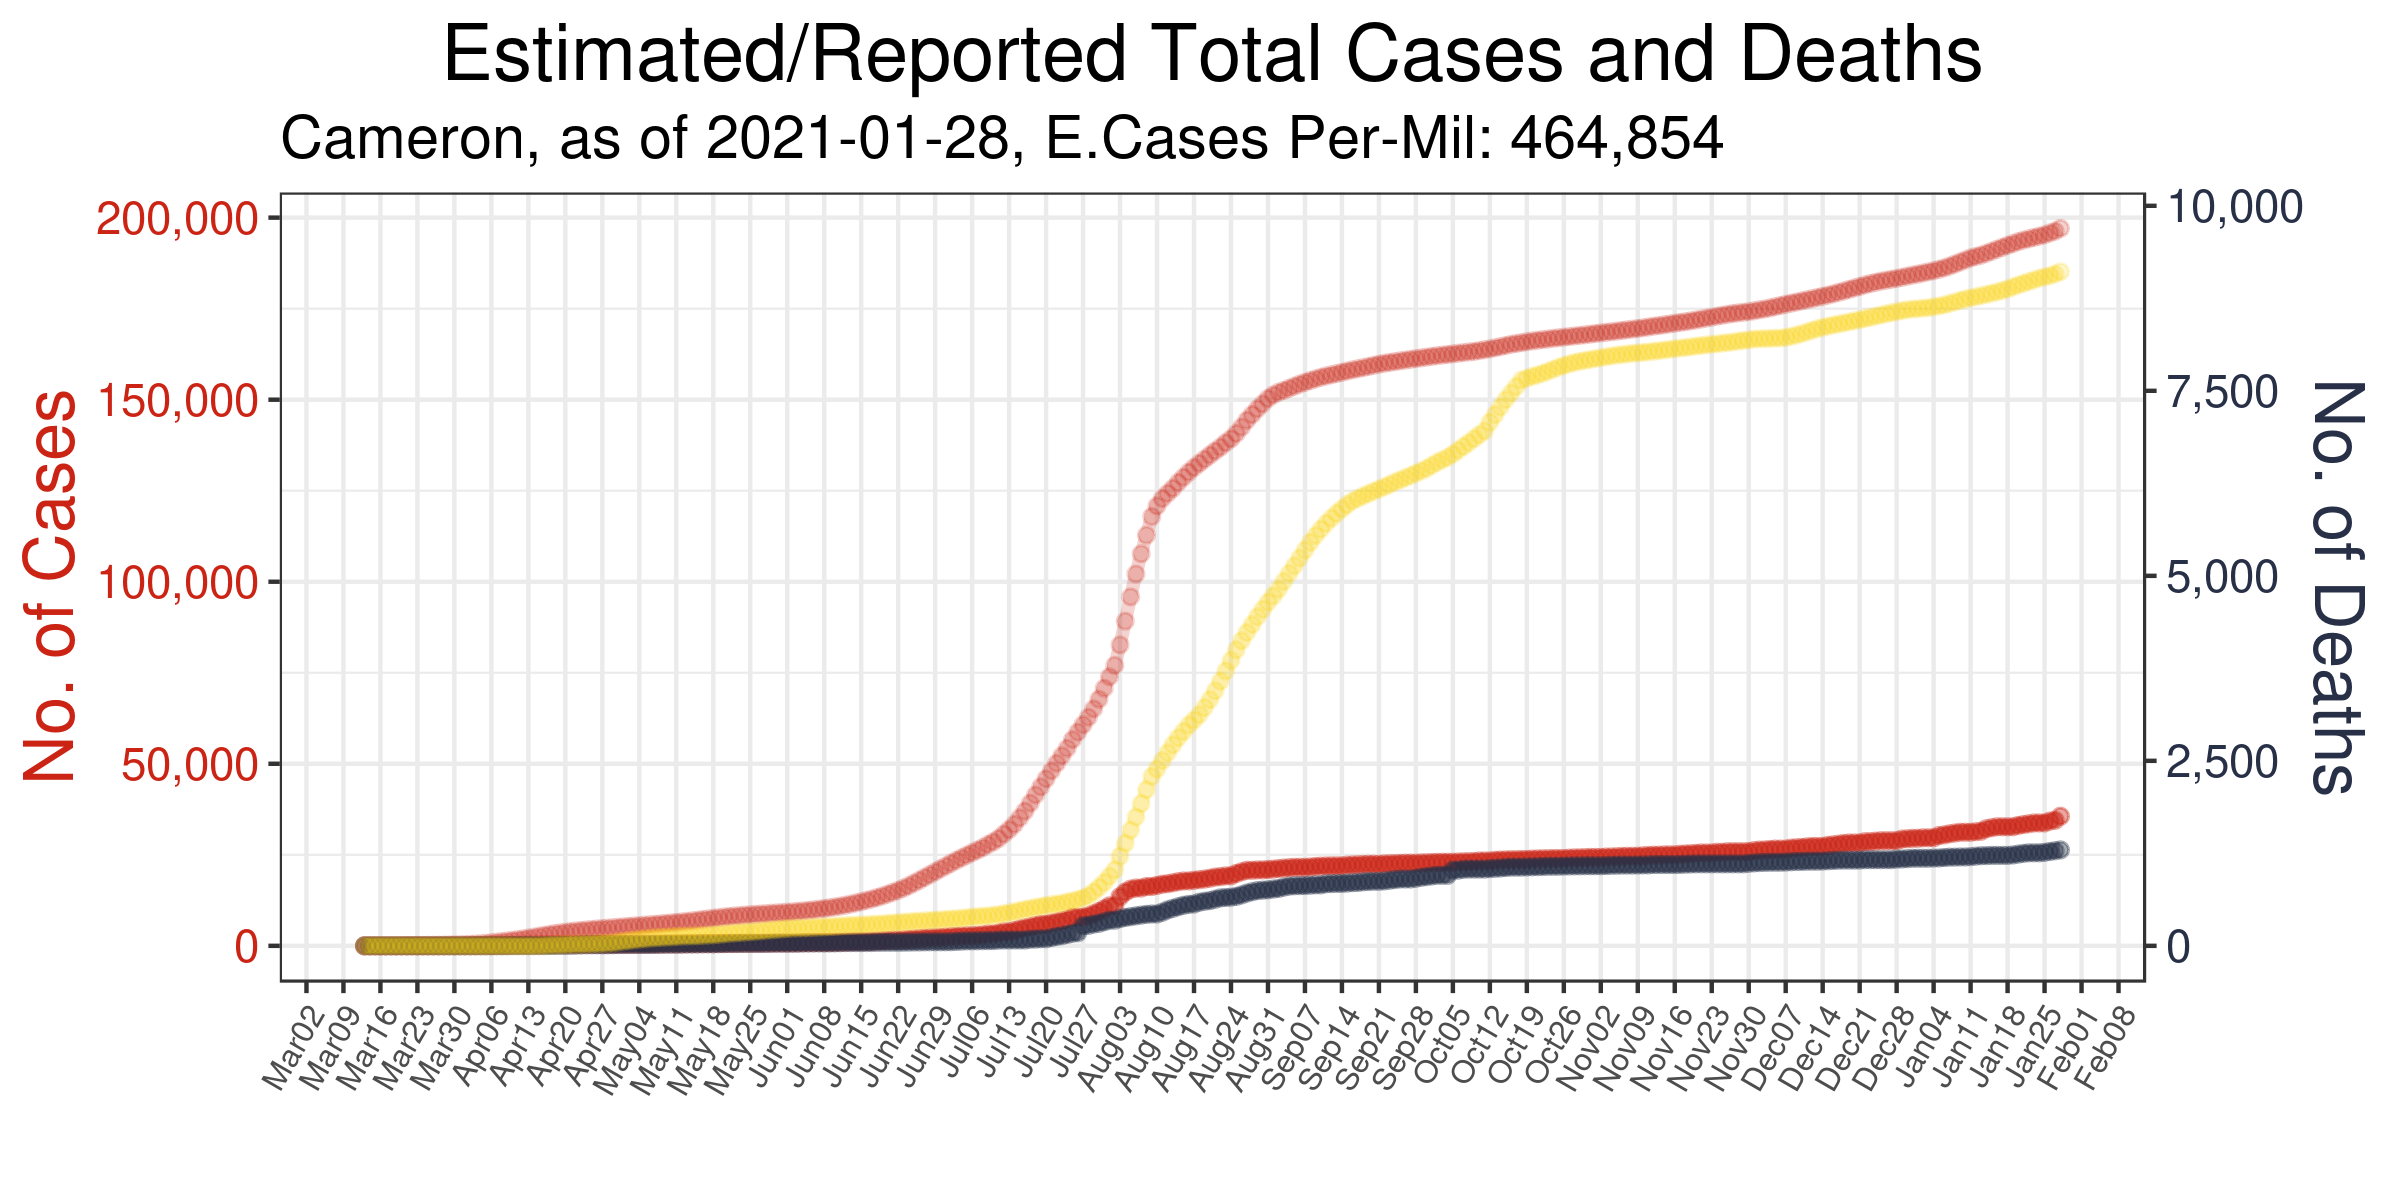 Estimated/Reported Total Cases and Deaths
Cameron, as of 2021-01-28, E.Cases Per-Mil: 464,854
No. of Cases
200,000
150,000
100,000
50,000
0
10,000
7,500
5,000
2,500
0
No. of Deaths
Mar02
Mar09
Mar16
Mar23
Mar30
Apr06
Apr13
Apr20
Apr27
May04
May11
May18
May25
Jun01
Jun08
Jun15
Jun22
Jun29
Jul06
Jul13
Jul20
Jul27
Aug03
Aug10
Aug17
Aug24
Aug31
Sep07
Sep14
Sep21
Sep28
Oct05
Oct12
Oct19
Oct26
Nov02
Nov09
Nov16
Nov23
Nov30
Dec07
Dec14
Dec21
Dec28
Jan04
Jan11
Jan18
Jan25
Feb01
Feb08